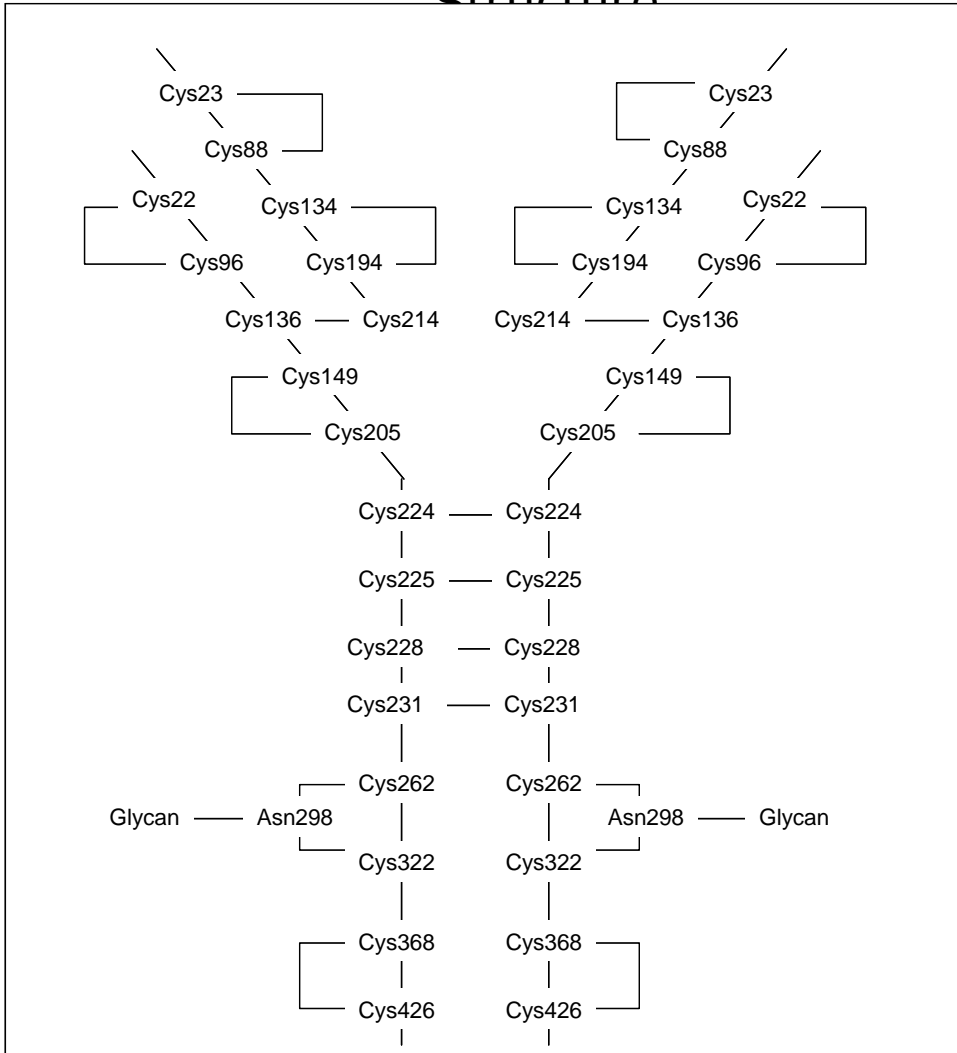 Cys23 Cys23
Cys88 Cys88
Cys22 Cys134 Cys134 Cys22
Cys96 Cys194 Cys194 Cys96
Cys136 Cys214 Cys214 Cys136
Cys149 Cys149
Cys205 Cys205
Cys224 Cys224
Cys225 Cys225
Cys228 Cys228
Cys231 Cys231
Cys262 Cys262
Glycan Asn298 Asn298 Glycan
Cys322 Cys322
Cys368 Cys368
Cys426 Cys426